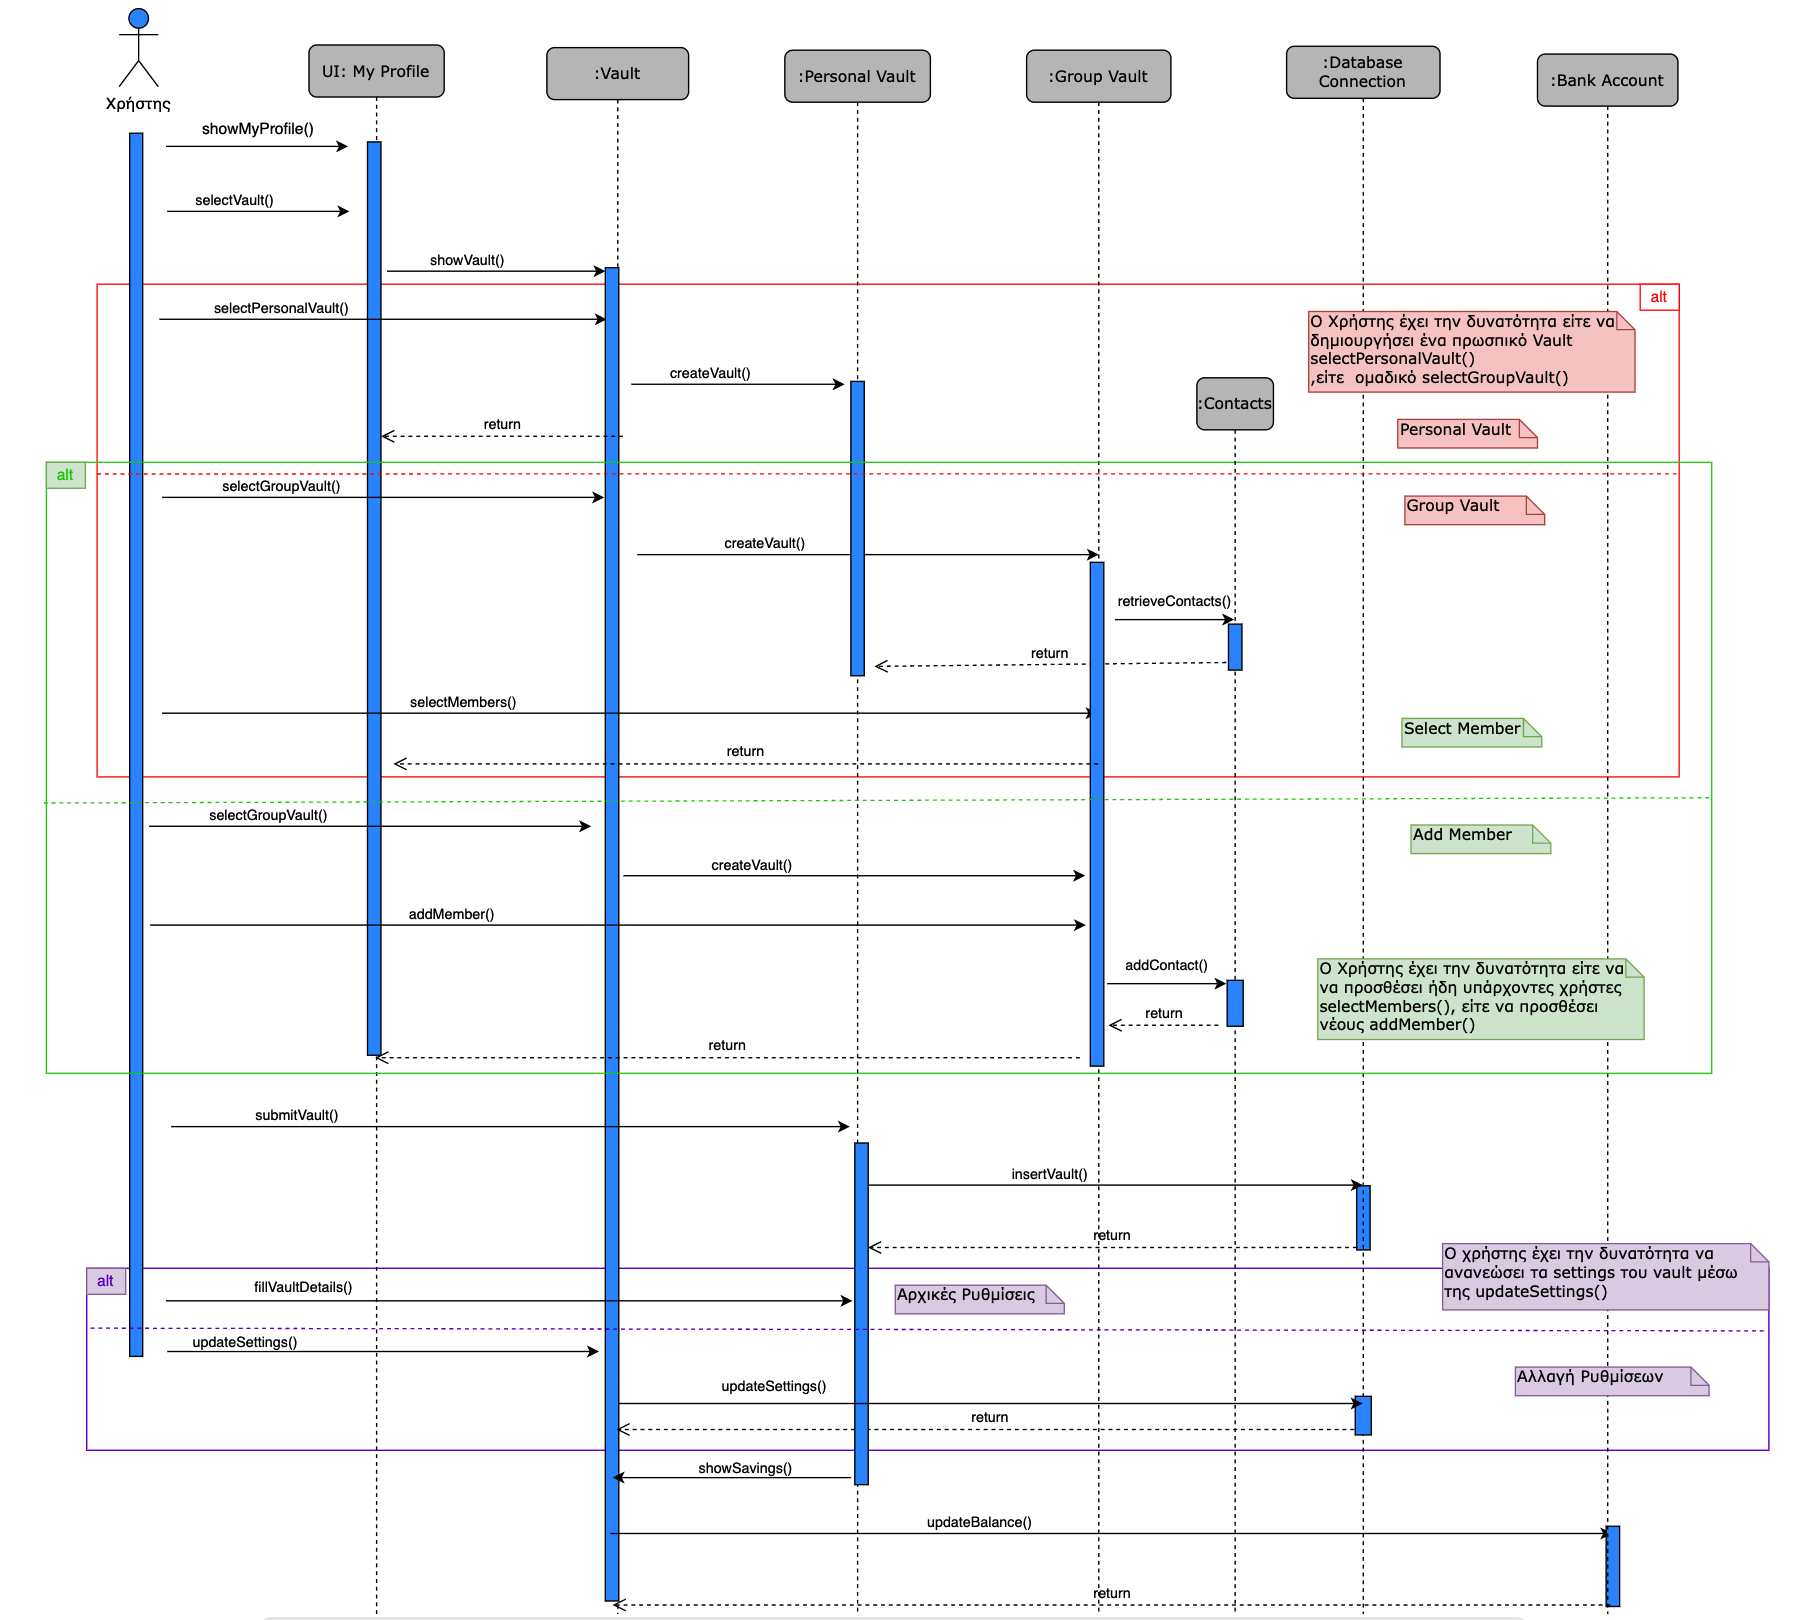 Χρήστης
UI: My Profile
:Vault
:Personal Vault
:Group Vault
:Database
Connection
:Bank Account
showMyProfile()
selectVault()
showVault()
alt
selectPersonalVault()
Ο Χρήστης έχει την δυνατότητα είτε να
δημιουργήσει ένα πρωσπικό Vault
selectPersonalVault()
,είτε ομαδικό selectGroupVault()
createVault()
:Contacts
return
Personal Vault
alt
selectGroupVault()
Group Vault
createVault()
retrieveContacts()
return
selectMembers()
Select Member
return
selectGroupVault()
Add Member
createVault()
addMember()
addContact()
Ο Χρήστης έχει την δυνατότητα είτε να
να προσθέσει ήδη υπάρχοντες χρήστες
selectMembers(), είτε να προσθέσει
νέους addMember()
return
return
submitVault()
insertVault()
return
Ο χρήστης έχει την δυνατότητα να
ανανεώσει τα settings του vault μέσω
της updateSettings()
alt
fillVaultDetails()
Αρχικές Ρυθμίσεις
updateSettings()
Αλλαγή Ρυθμίσεων
updateSettings()
return
showSavings()
updateBalance()
return